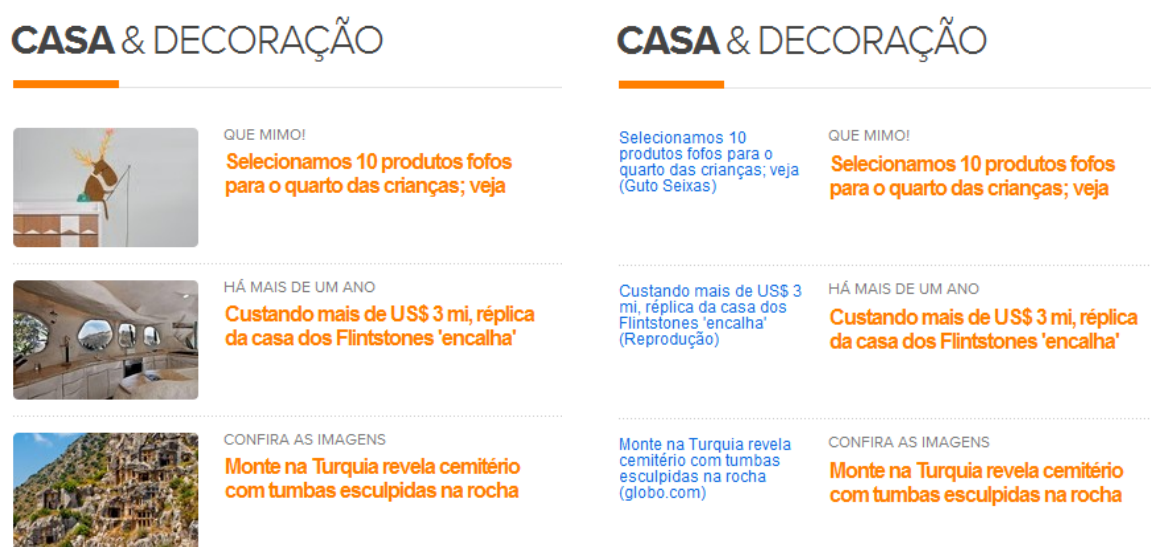 CASA & DECORAÇÃO
QUE MIMO!
Selecionamos 10 produtos fofos
para o quarto das crianças; veja
HÁ MAIS DE UM ANO
Custando mais de US$ 3 mi, réplica
da casa dos Flintstones 'encalha'
CONFIRA AS IMAGENS
Monte na Turquia revela cemitério
com tumbas esculpidas na rocha
CASA & DECORAÇÃO
Selecionamos 10
produtos fofos para o
quarto das crianças; veja
(Guto Seixas)
QUE MIMO!
Selecionamos 10 produtos fofos
para o quarto das crianças; veja
Custando mais de US$ 3
mi, réplica da casa dos
Flintstones 'encalha'
(Reprodução)
HÁ MAIS DE UM ANO
Custando mais de US$ 3 mi, réplica
da casa dos Flintstones 'encalha'
Monte na Turquia revela
cemitério com tumbas
esculpidas na rocha
(globo.com)
CONFIRA AS IMAGENS
Monte na Turquia revela cemitério
com tumbas esculpidas na rocha